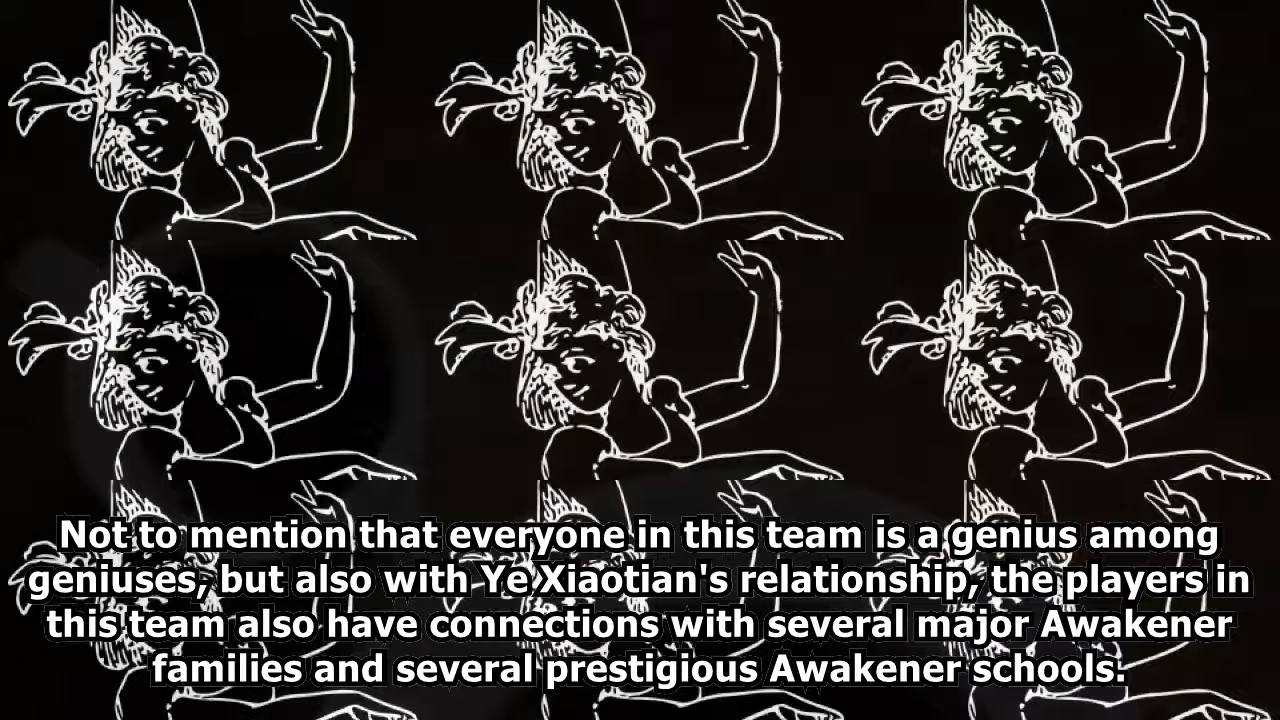 Not to mention that everyone in this team is a genius among
geniuses, but also with Ye Xiaotian's relationship, the players in
this team also have connections with several major Awakener
families and several prestigious Awakener schools.